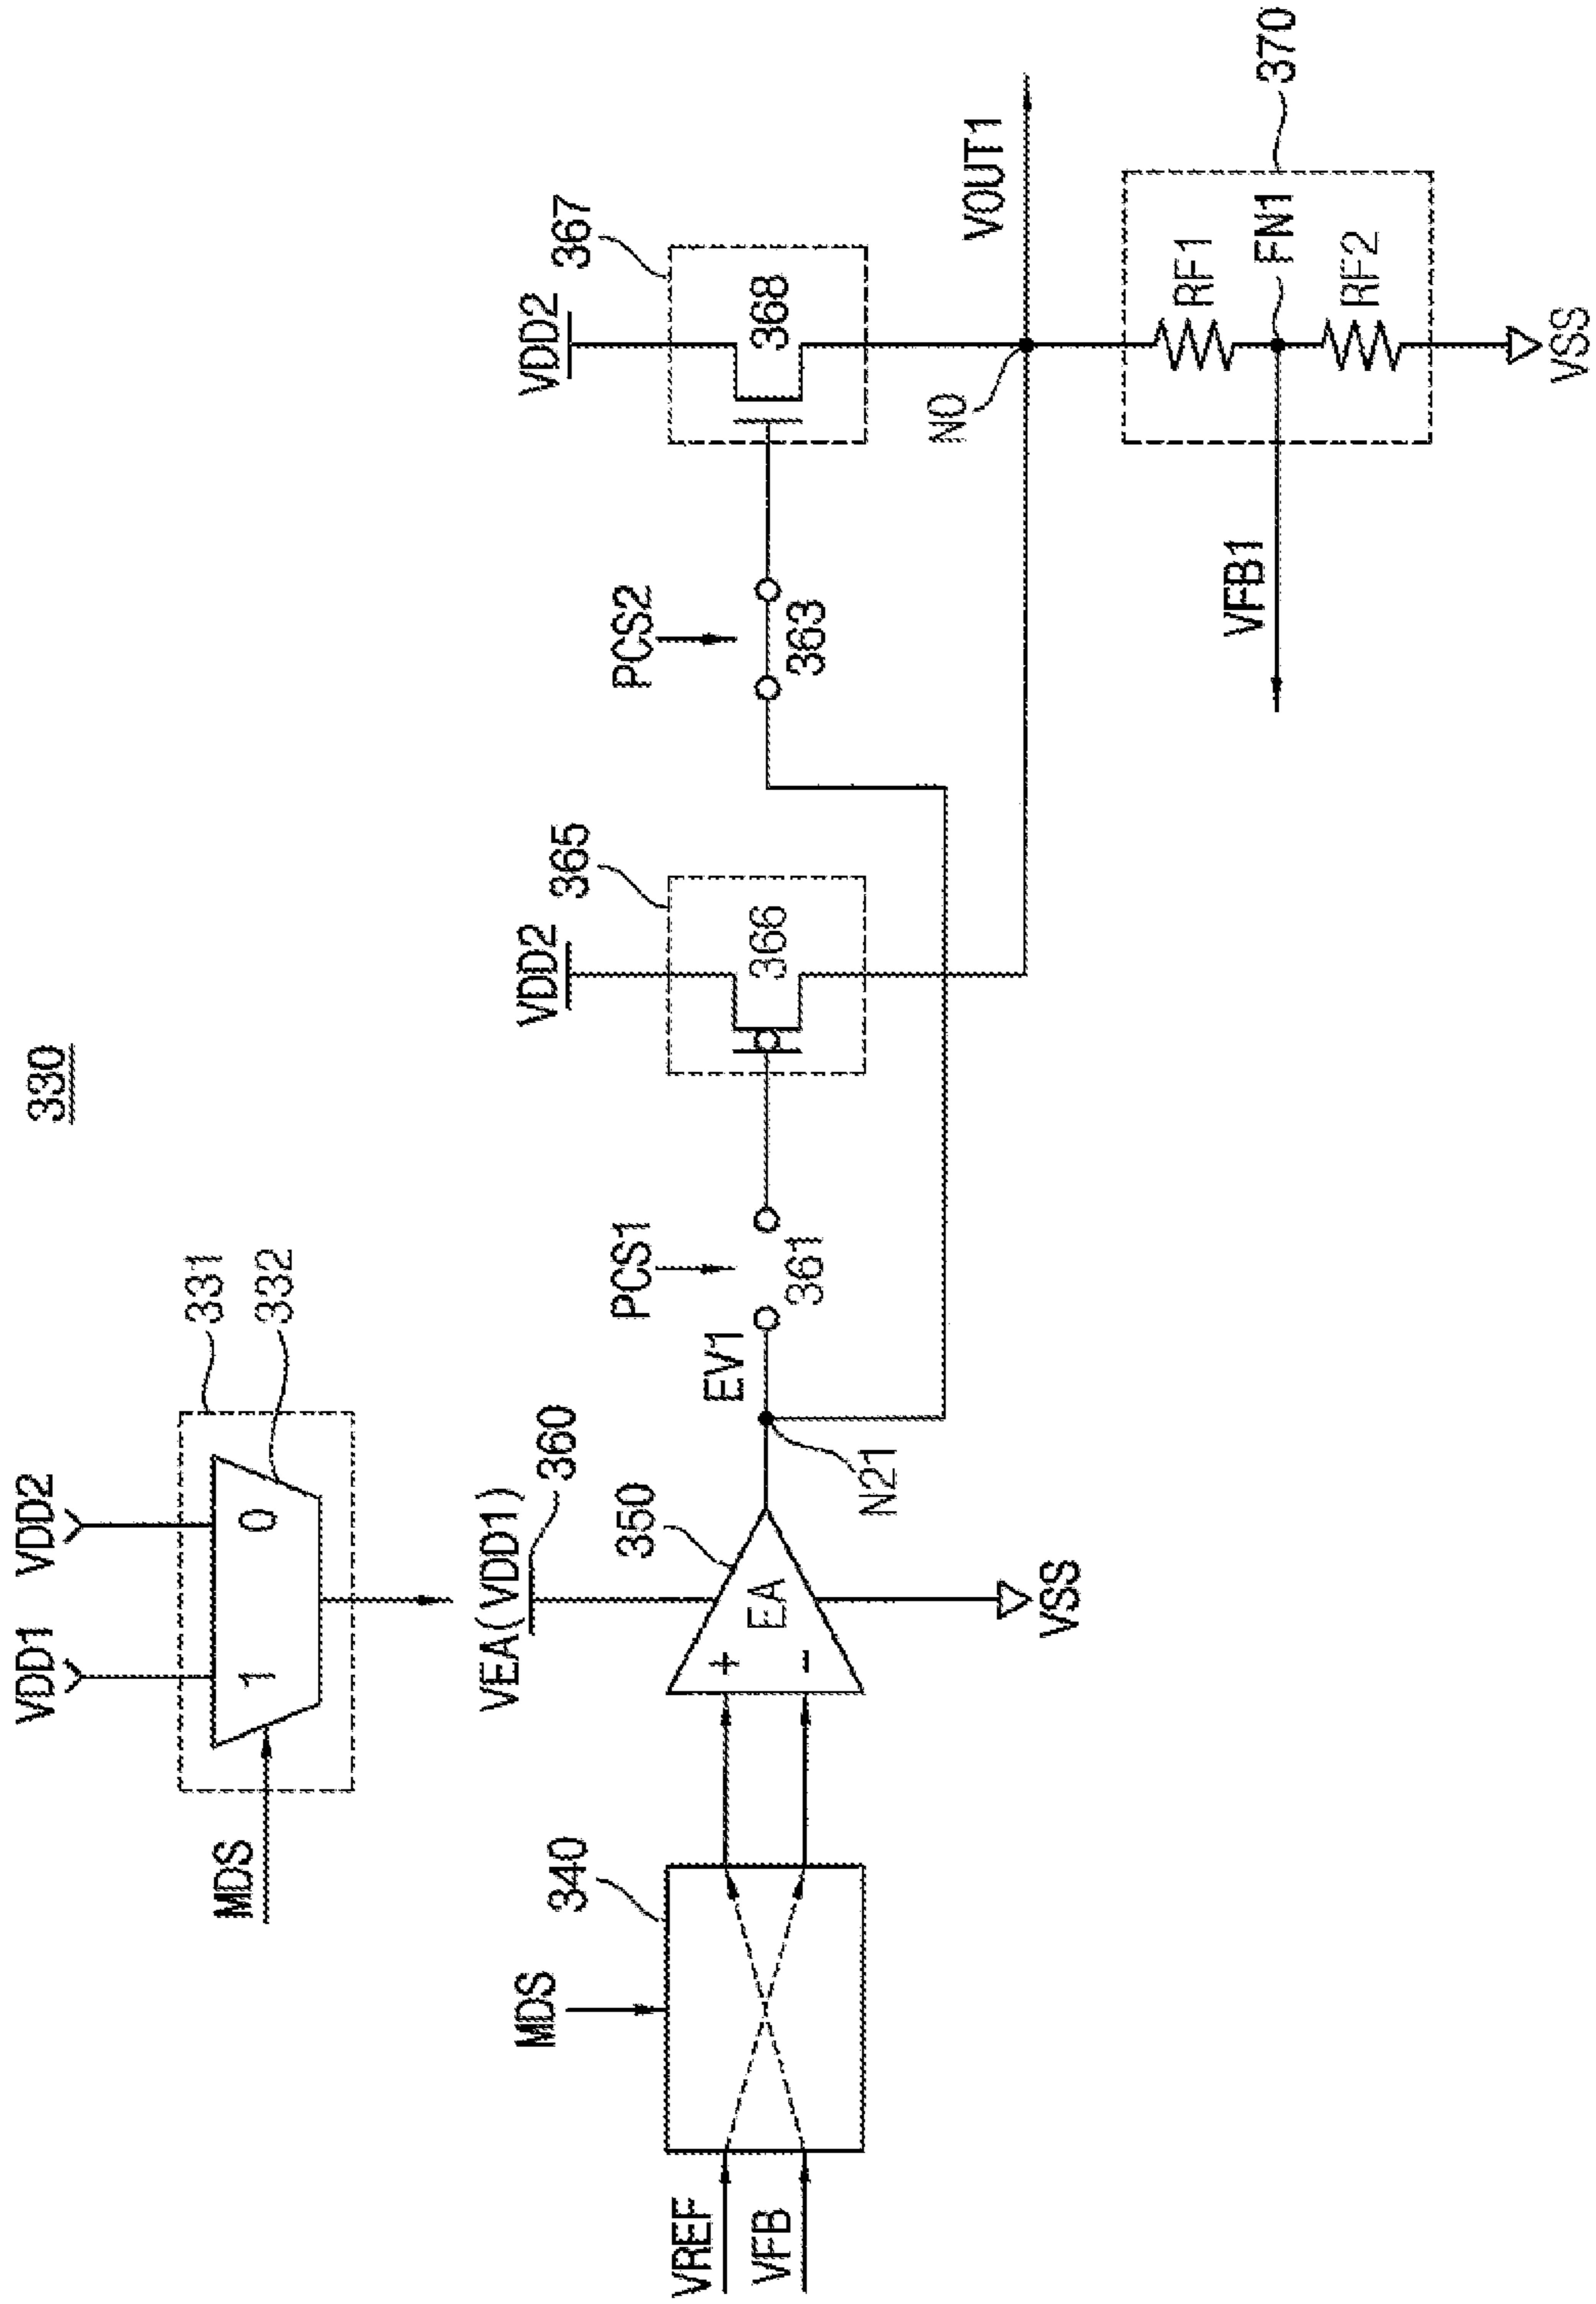 330
VDD1
VDD2
331
332
1
0
MDS
VEA(VDD1)
360
MDS
340
VREF
VFB
+
-
EA
350
VSS
N21
EV1
PCS1
361
VDD2
365
366
PCS2
363
VDD2
367
368
NO
VOUT1
370
RF1
FN1
RF2
VFB1
VSS